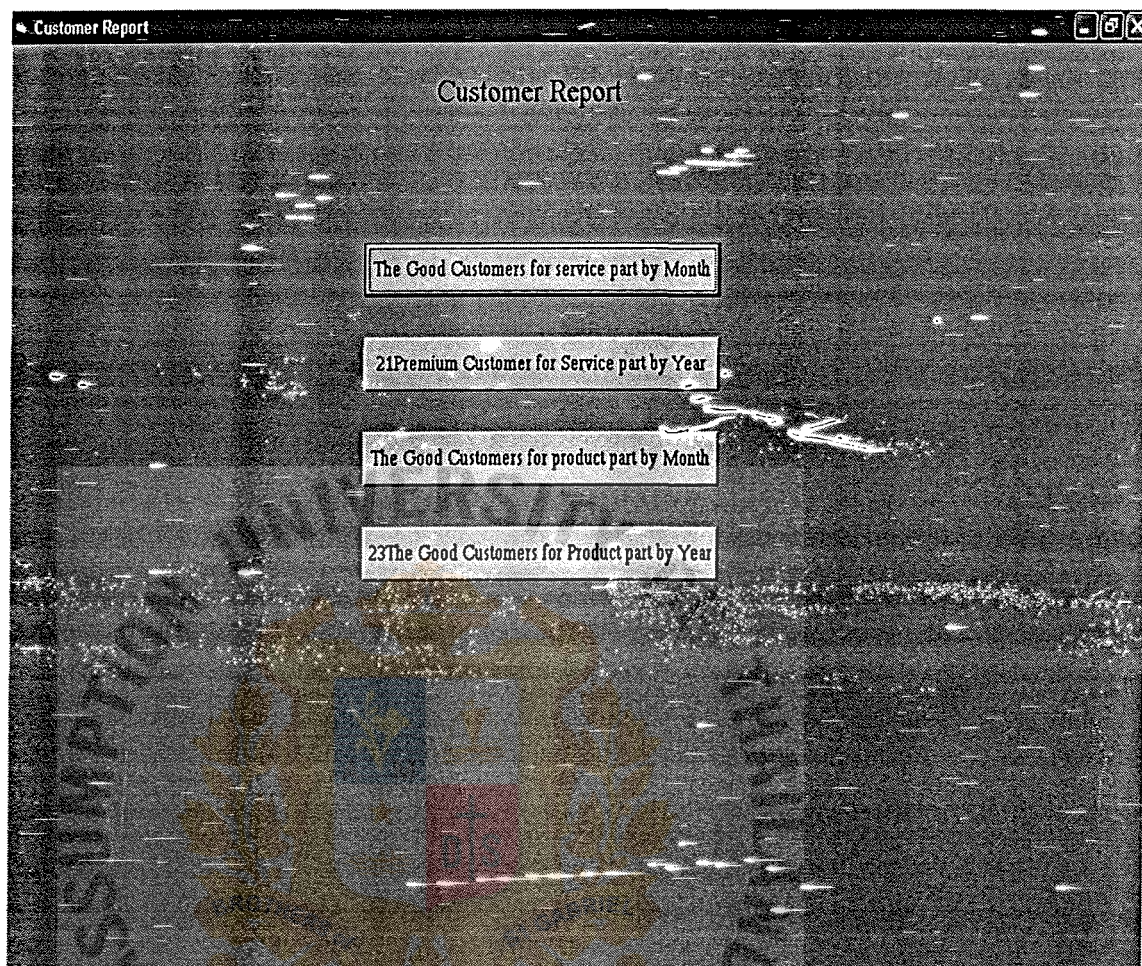 Customer Report
Customer Report
The Good Customers for service part by Month
21Premium Customer for Service part by Year
The Good Customers for product part by Month
23The Good Customers for Product part by Year